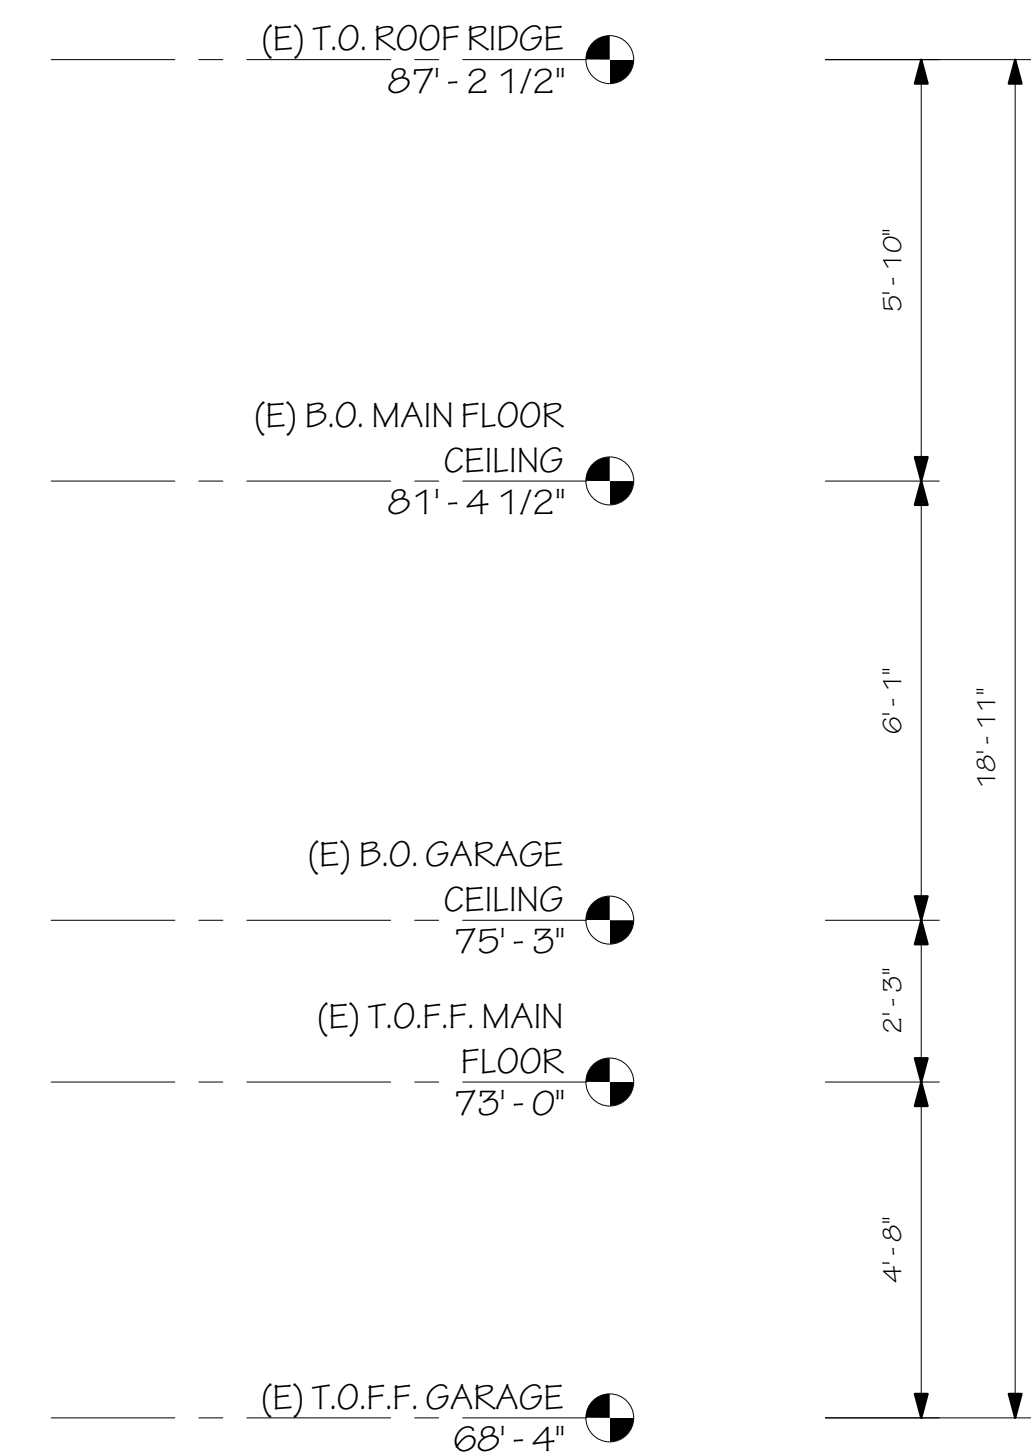 (E) T.O. ROOF RIDGE
87' - 2 1/2"
5' - 10"
(E) B.O. MAIN FLOOR
CEILING
81' - 4 1/2"
6' - 1"
18' - 11"
(E) B.O. GARAGE
CEILING
75' - 3"
2' - 3"
(E) T.O.F.F. MAIN
FLOOR
73' - 0"
4' - 8"
(E) T.O.F.F. GARAGE
68' - 4"